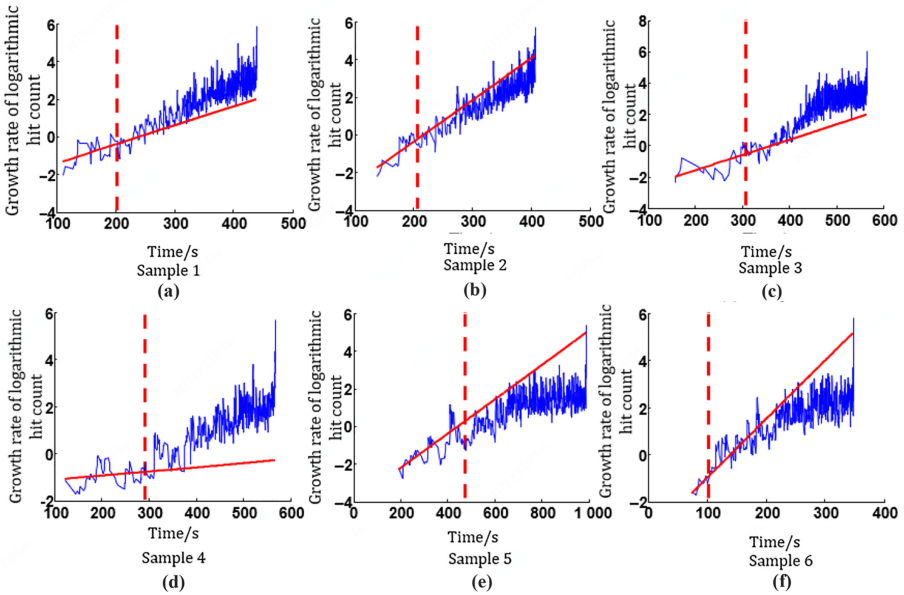 Growth rate of logarithmic
hit count
6
4
2
0
−2
−4
100
200
300
400
500
Time/s
Sample 1
(a)
Growth rate of logarithmic
hit count
6
4
2
0
−2
−4
100
200
300
400
500
Time/s
Sample 2
(b)
Growth rate of logarithmic
hit count
8
6
4
2
0
−2
−4
100
200
300
400
500
600
Time/s
Sample 3
(c)
Growth rate of logarithmic
hit count
6
4
2
0
−2
100
200
300
400
500
600
Time/s
Sample 4
(d)
Growth rate of logarithmic
hit count
6
4
2
0
−2
−4
0
200
400
600
800
1 000
Time/s
Sample 5
(e)
Growth rate of logarithmic
hit count
6
4
2
0
−2
0
100
200
300
400
Time/s
Sample 6
(f)